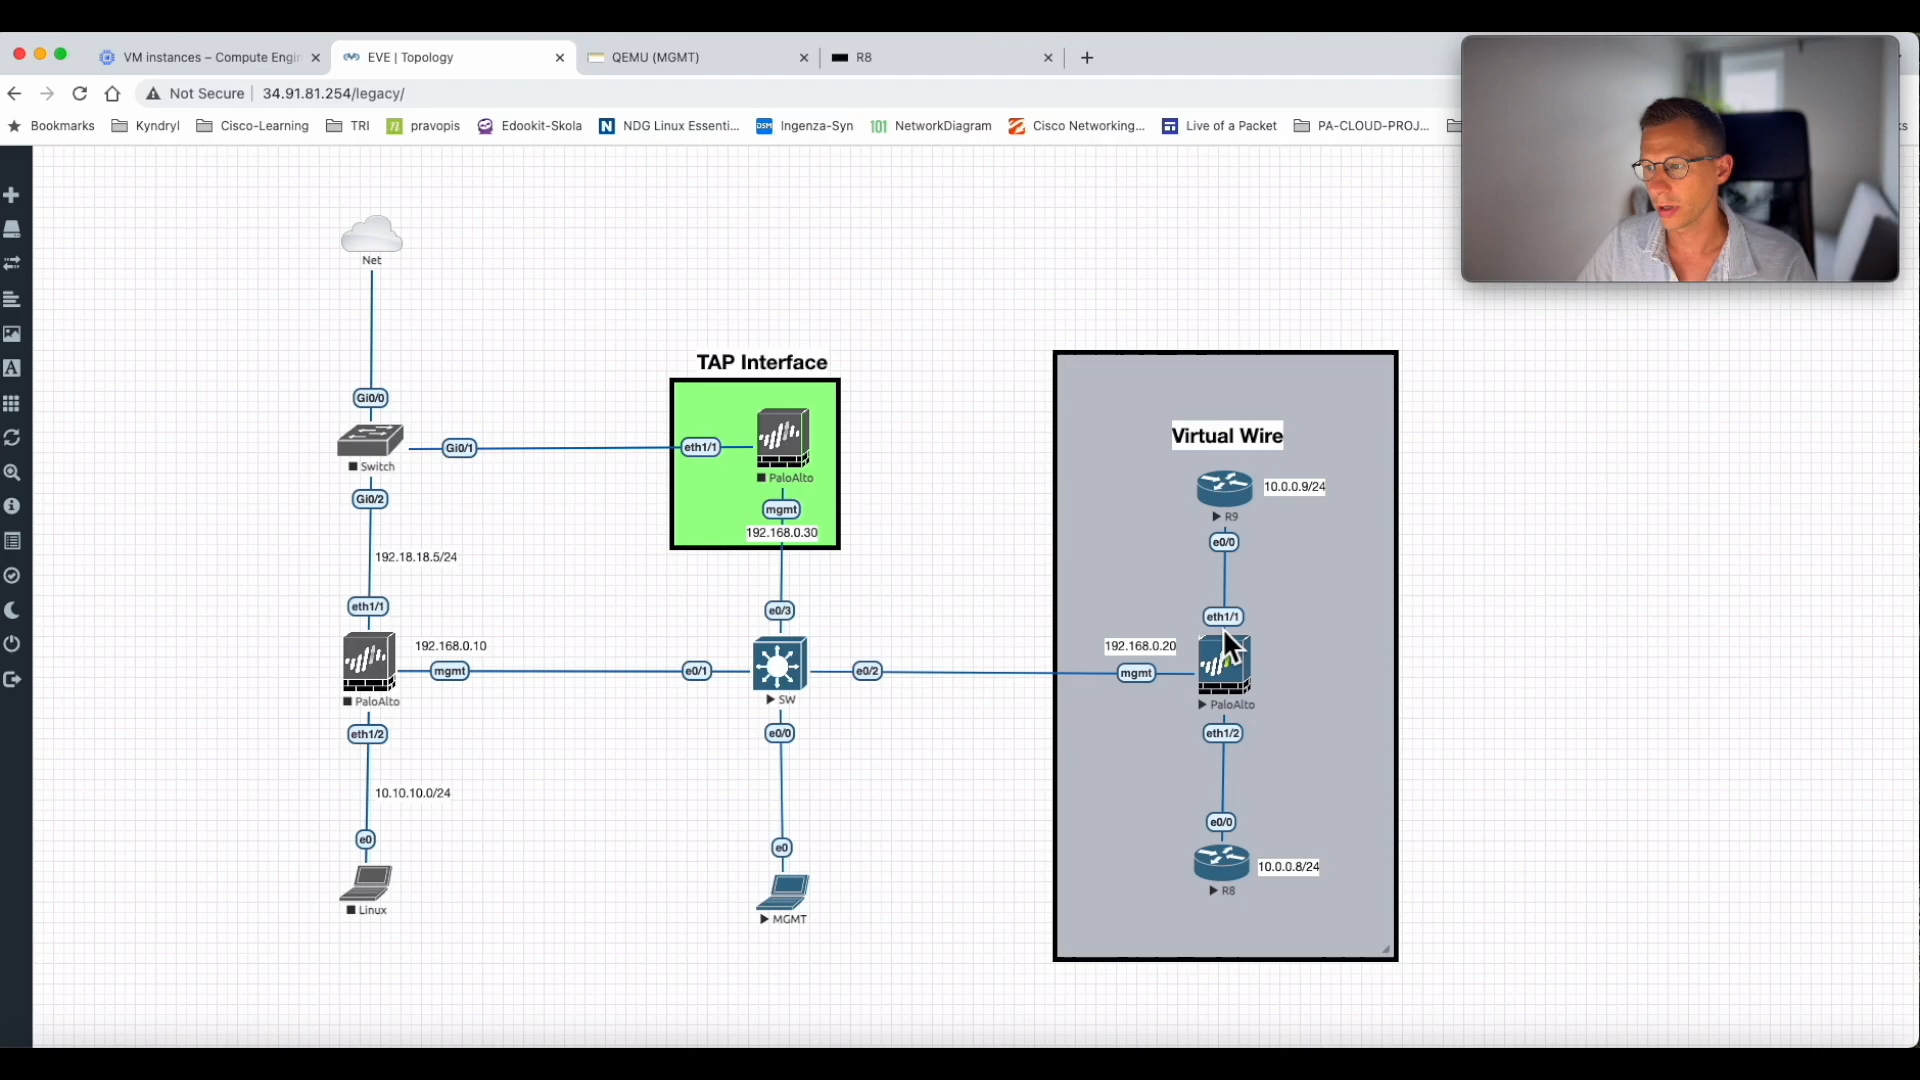 VM instances – Compute Engin
EVE | Topology
QEMU (MGMT)
R8
Not Secure
34.91.81.254/legacy/
Bookmarks
Kyndryl
Cisco-Learning
TRI
n
pravopis
Edookit-Skola
N
NDG Linux Essenti...
DSM
Ingenza-Syn
101
NetworkDiagram
Cisco Networking...
Live of a Packet
PA-CLOUD-PROJ...
ks
Net
TAP Interface
Gi0/0
Virtual Wire
Gi0/1
eth1/1
Switch
PaloAlto
10.0.0.9/24
Gi0/2
mgmt
R9
192.168.0.30
e0/0
192.18.18.5/24
eth1/1
e0/3
eth1/1
192.168.0.10
192.168.0.20
mgmt
e0/1
e0/2
mgmt
PaloAlto
SW
PaloAlto
eth1/2
e0/0
eth1/2
10.10.10.0/24
e0/0
e0
e0
10.0.0.8/24
R8
Linux
MGMT